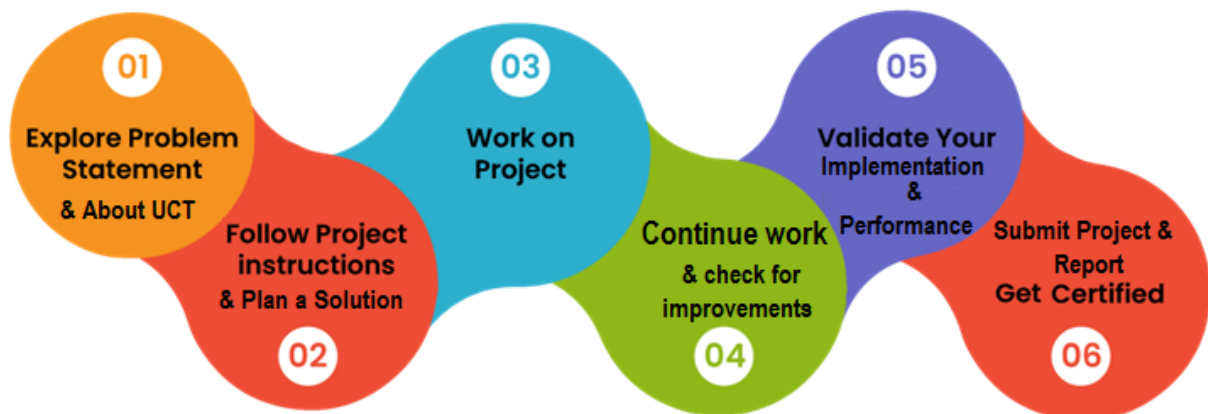 01
Explore Problem
Statement
& About UCT
Follow Project
instructions
& Plan a Solution
02
03
Work on
Project
Continue work
& check for
improvements
04
05
Validate Your
Implementation
&
Performance
Submit Project &
Report
Get Certified
06